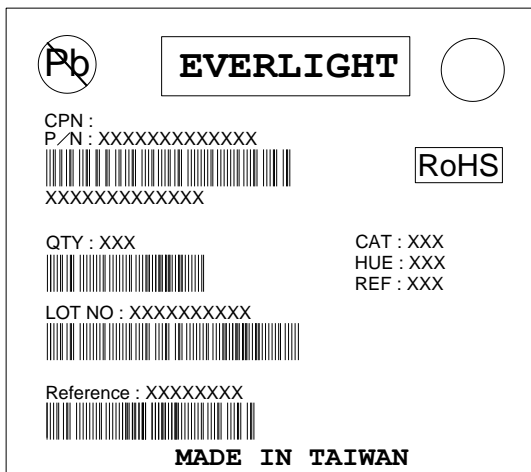 Pb
EVERLIGHT
CPN :
P/N : XXXXXXXXXXXXX
RoHS
XXXXXXXXXXXXX
QTY : XXX
CAT : XXX
HUE : XXX
REF : XXX
LOT NO : XXXXXXXXXX
Reference : XXXXXXXX
MADE IN TAIWAN